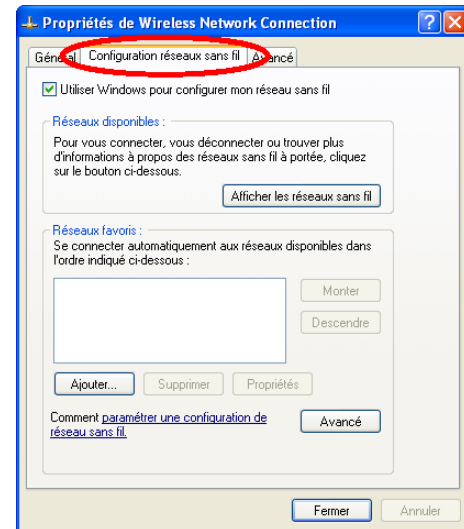 Propriétés de Wireless Network Connection
Général Configuration réseaux sans fil Avancé
Utiliser Windows pour configurer mon réseau sans fil
Réseaux disponibles :
Pour vous connecter, vous déconnecter ou trouver plus
d'informations à propos des réseaux sans fil à portée, cliquez
sur le bouton ci-dessous.
Afficher les réseaux sans fil
Réseaux favoris :
Se connecter automatiquement aux réseaux disponibles dans
l'ordre indiqué ci-dessous :
Monter
Descendre
Ajouter... Supprimer Propriétés
Comment paramétrer une configuration de
réseau sans fil.
Avancé
Fermer Annuler